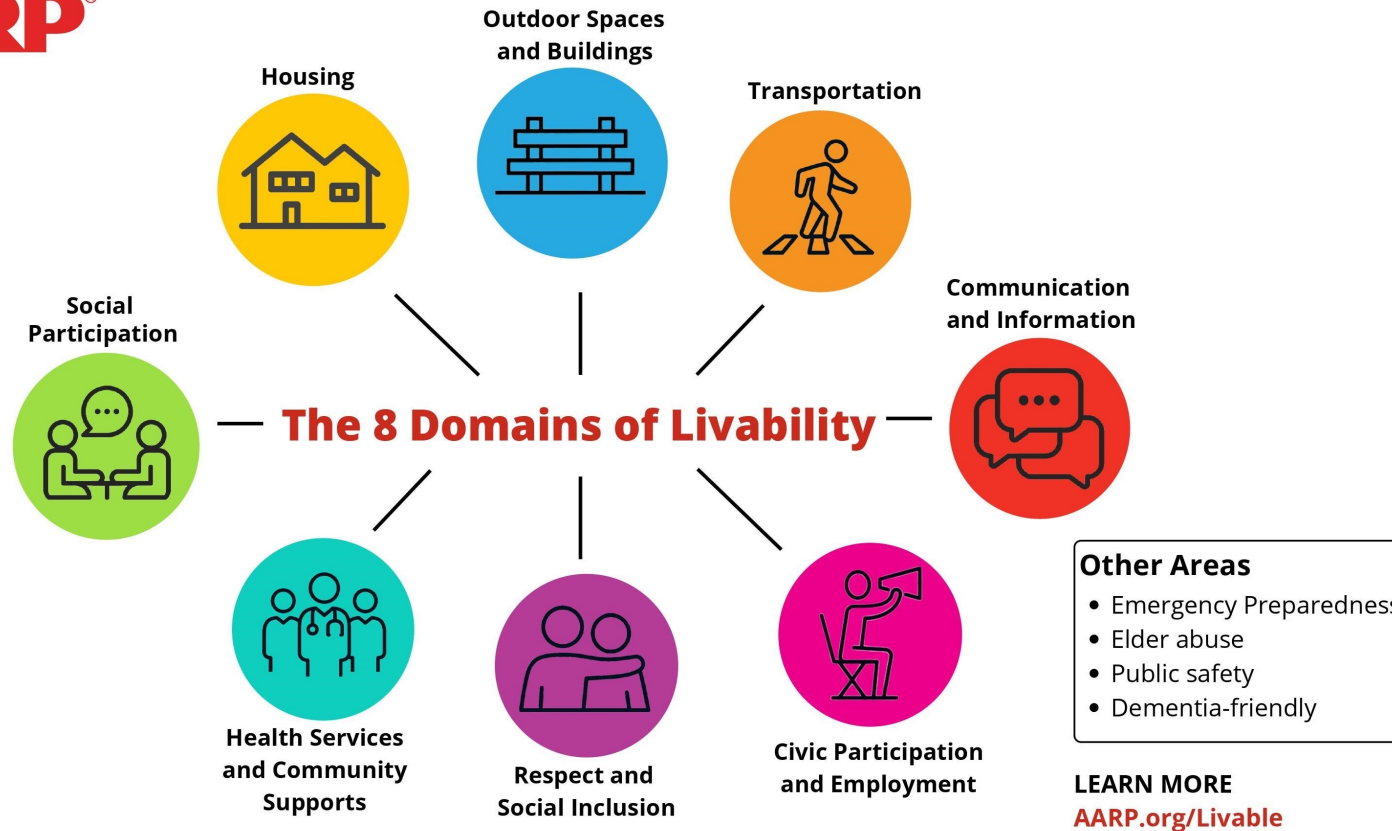 RP®
Outdoor Spaces
and Buildings
Housing
Transportation
Social
Participation
Communication
and Information
The 8 Domains of Livability
Health Services
and Community
Supports
Respect and
Social Inclusion
Civic Participation
and Employment
Other Areas
• Emergency Preparedness
• Elder abuse
• Public safety
• Dementia-friendly
LEARN MORE
AARP.org/Livable